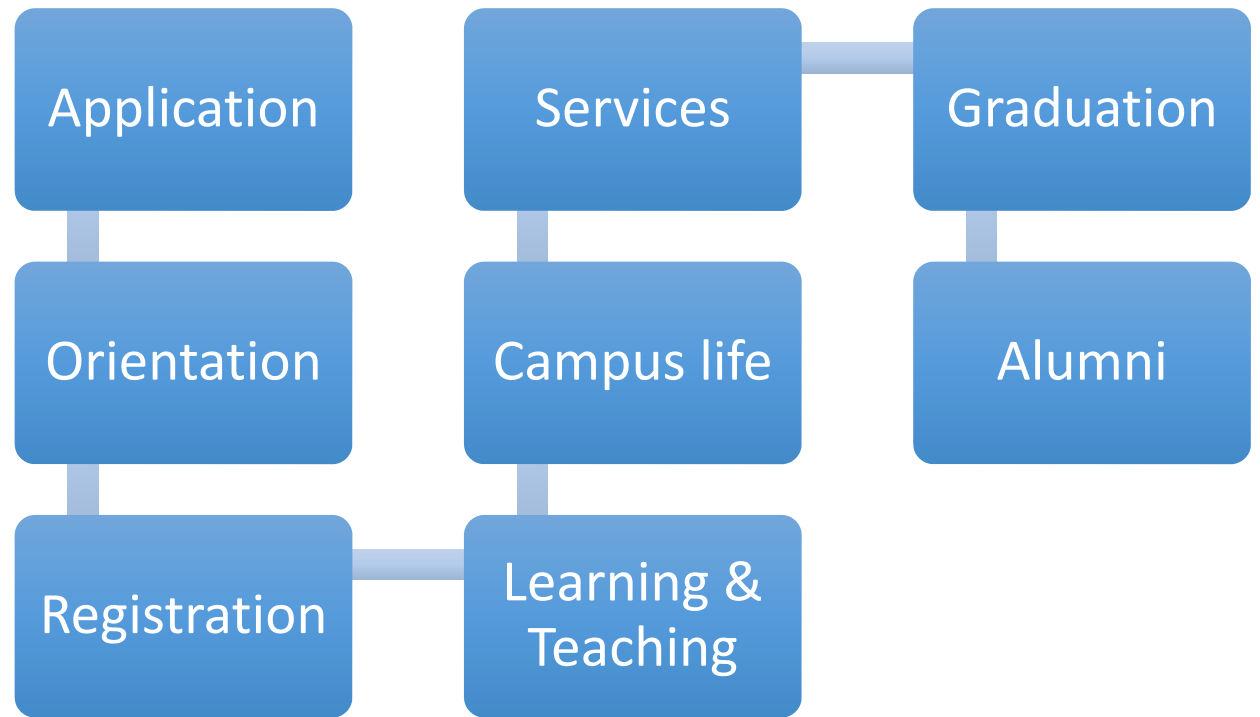 Application
Orientation
Registration
Learning &
Teaching
Campus life
Services
Graduation
Alumni